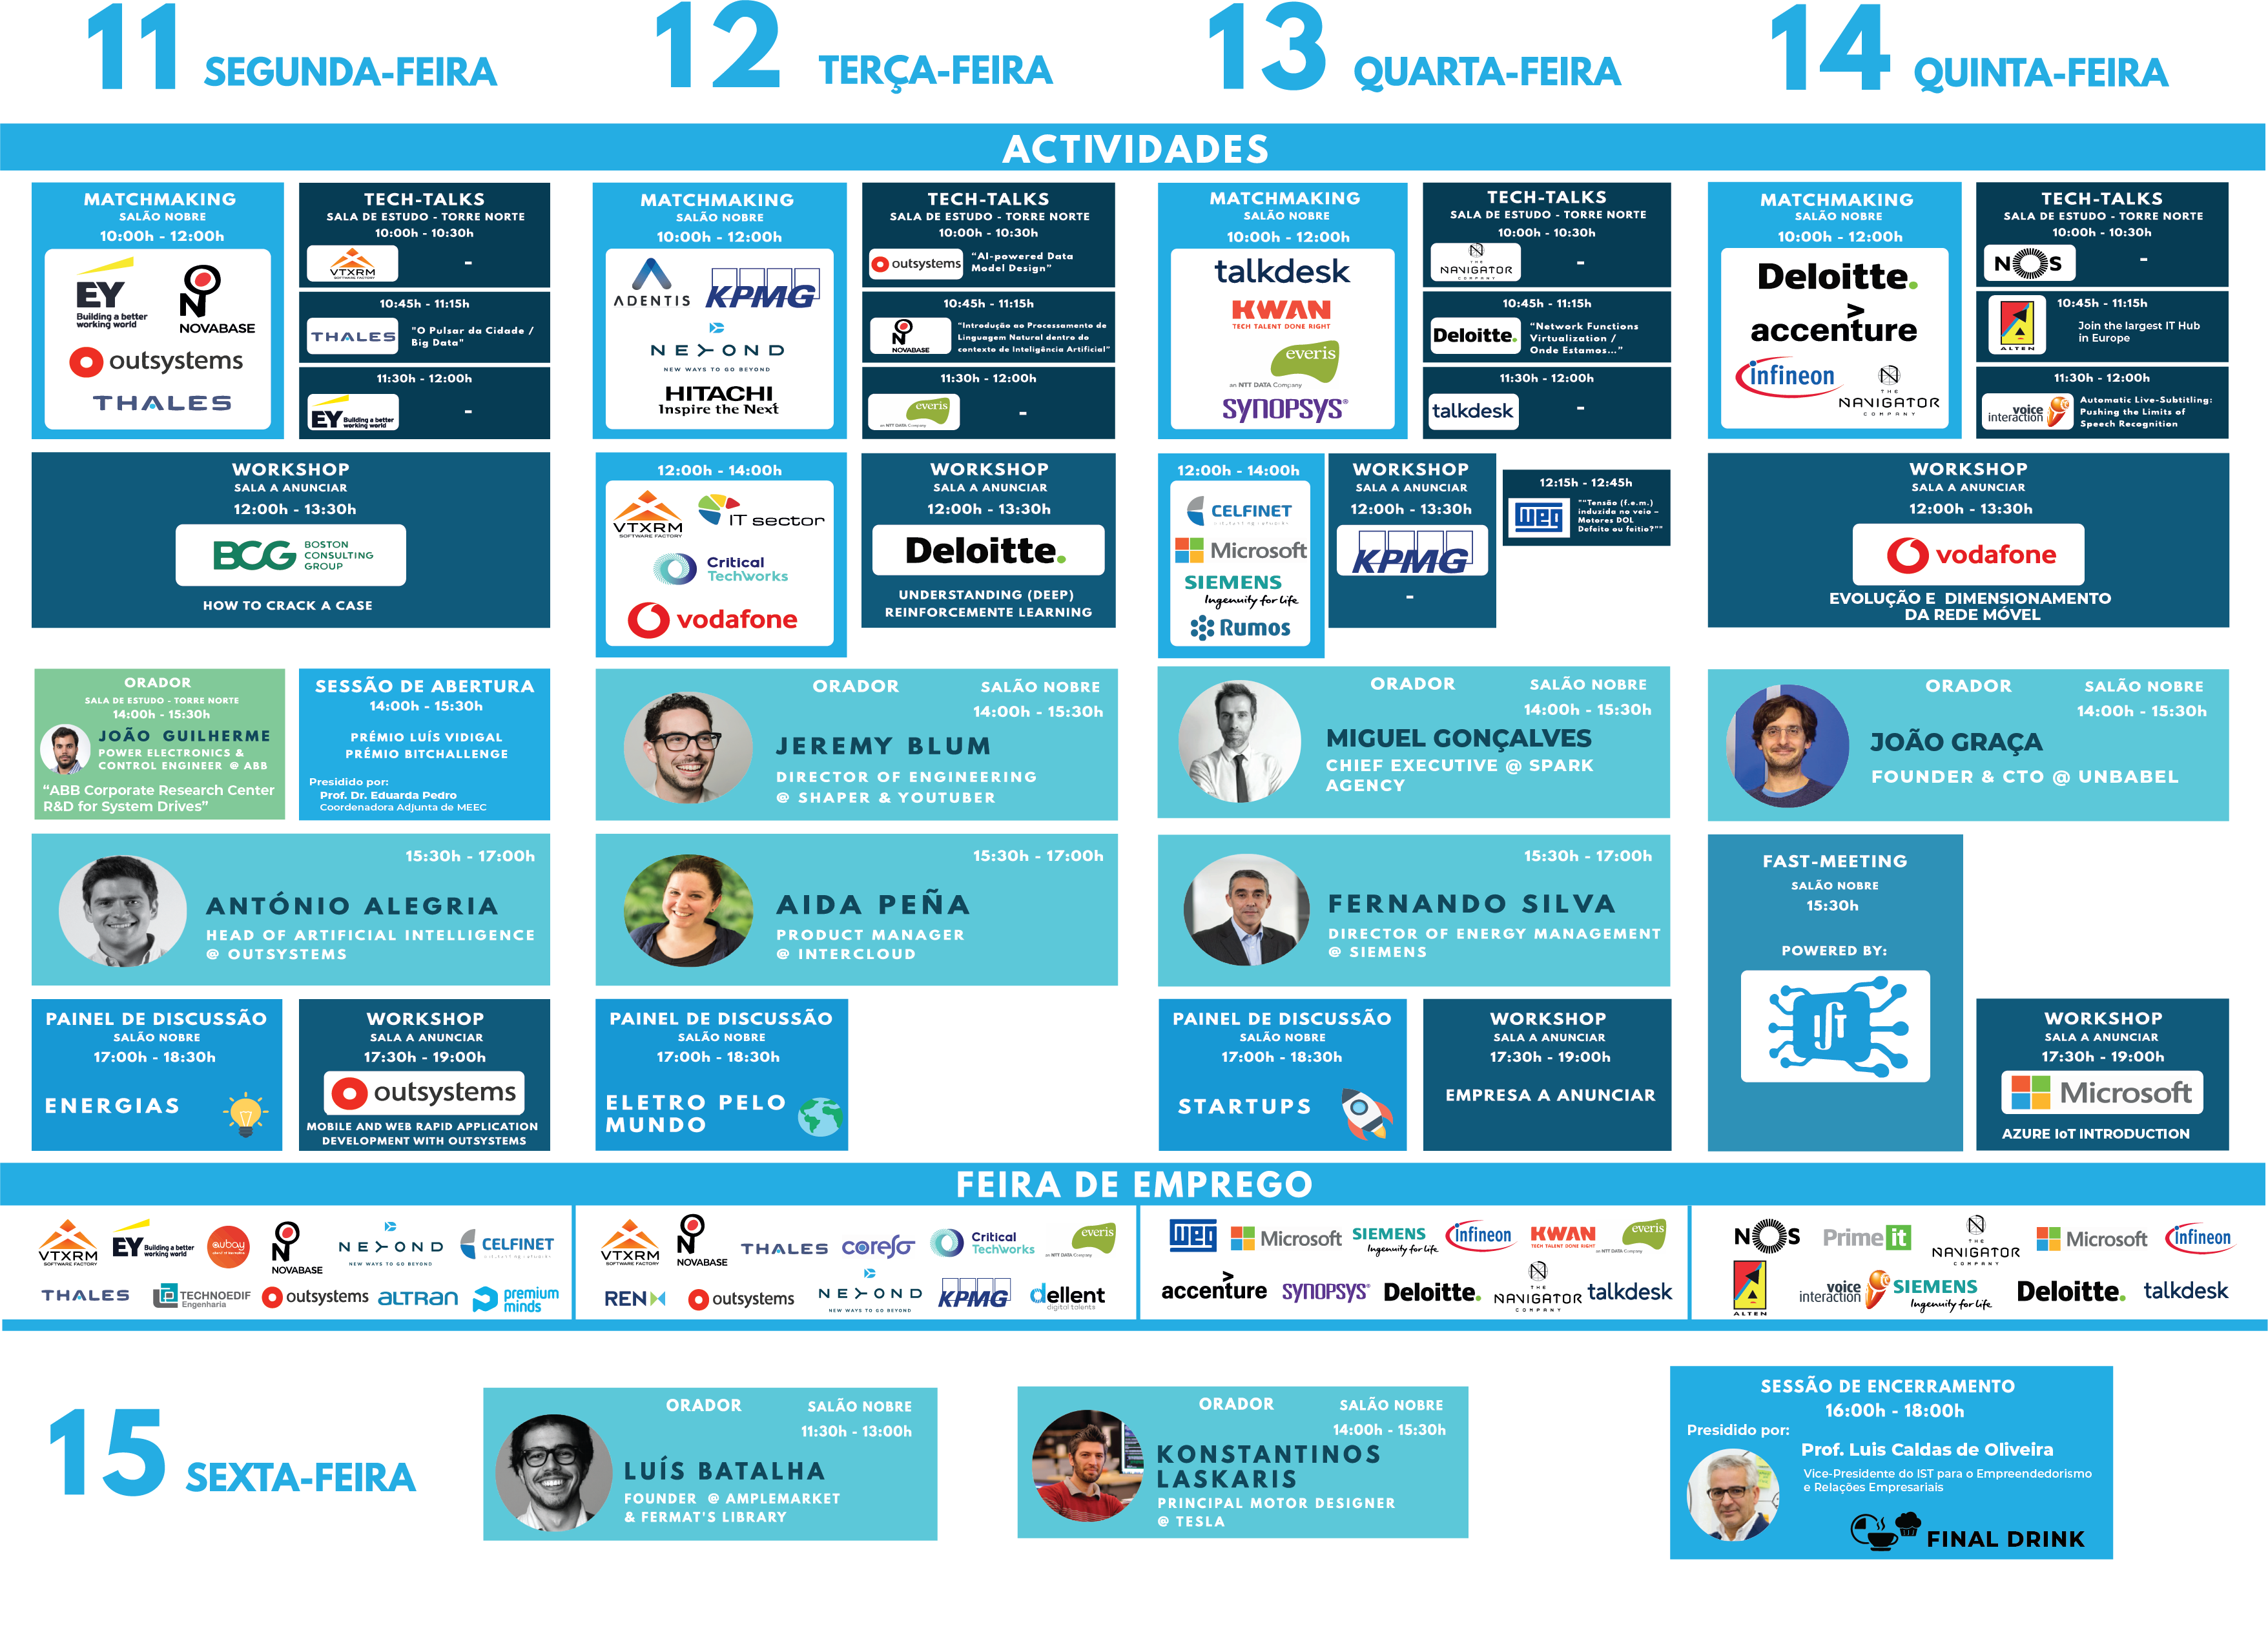 11 SEGUNDA-FEIRA
12 TERÇA-FEIRA
13 QUARTA-FEIRA
14 QUINTA-FEIRA
ACTIVIDADES
MATCHMAKING
SALÃO NOBRE
10:00h - 12:00h
EY
Building a better
working world
NOVABASE
outsystems
THALES
TECH-TALKS
SALA DE ESTUDO - TORRE NORTE
10:00h - 10:30h
VTXRM
SOFTWARE FACTORY
-
10:45h - 11:15h
THALES
"O Pulsar da Cidade /
Big Data"
11:30h - 12:00h
EY Building a better
working world
-
WORKSHOP
SALA A ANUNCIAR
12:00h - 13:30h
BCG BOSTON
CONSULTING
GROUP
HOW TO CRACK A CASE
ORADOR
SALA DE ESTUDO - TORRE NORTE
14:00h - 15:30h
JOÃO GUILHERME
POWER ELECTRONICS &
CONTROL ENGINEER @ ABB
“ABB Corporate Research Center
R&D for System Drives”
SESSÃO DE ABERTURA
14:00h - 15:30h
PRÉMIO LUÍS VIDIGAL
PRÉMIO BITCHALLENGE
Presidido por:
Prof. Dr. Eduarda Pedro
Coordenadora Adjunta de MEEC
15:30h - 17:00h
ANTÓNIO ALEGRIA
HEAD OF ARTIFICIAL INTELLIGENCE
@ OUTSYSTEMS
PAINEL DE DISCUSSÃO
SALÃO NOBRE
17:00h - 18:30h
ENERGIAS
WORKSHOP
SALA A ANUNCIAR
17:30h - 19:00h
outsystems
MOBILE AND WEB RAPID APPLICATION
DEVELOPMENT WITH OUTSYSTEMS
MATCHMAKING
SALÃO NOBRE
10:00h - 12:00h
ADENTIS
KPMG
NEYOND
NEW WAYS TO GO BEYOND
HITACHI
Inspire the Next
TECH-TALKS
SALA DE ESTUDO - TORRE NORTE
10:00h - 10:30h
outsystems
“AI-powered Data
Model Design”
10:45h - 11:15h
NOVABASE
“Introdução ao Processamento de
Linguagem Natural dentro do
contexto de Inteligência Artificial”
11:30h - 12:00h
everis
an NTT DATA Company
-
12:00h - 14:00h
VTXRM
SOFTWARE FACTORY
IT sector
Critical
TechWorks
vodafone
WORKSHOP
SALA A ANUNCIAR
12:00h - 13:30h
Deloitte.
UNDERSTANDING (DEEP)
REINFORCEMENTE LEARNING
ORADOR
SALÃO NOBRE
14:00h - 15:30h
JEREMY BLUM
DIRECTOR OF ENGINEERING
@ SHAPER & YOUTUBER
15:30h - 17:00h
AIDA PEÑA
PRODUCT MANAGER
@ INTERCLOUD
PAINEL DE DISCUSSÃO
SALÃO NOBRE
17:00h - 18:30h
ELETRO PELO
MUNDO
MATCHMAKING
SALÃO NOBRE
10:00h - 12:00h
talkdesk
KWAN
TECH TALENT DONE RIGHT
everis
an NTT DATA Company
SYNOPSYS®
TECH-TALKS
SALA DE ESTUDO - TORRE NORTE
10:00h - 10:30h
THE
NAVIGATOR
COMPANY
-
10:45h - 11:15h
Deloitte.
“Network Functions
Virtualization /
Onde Estamos...”
11:30h - 12:00h
talkdesk
-
12:00h - 14:00h
CELFINET
Microsoft
SIEMENS
Ingenuity for life
Rumos
WORKSHOP
SALA A ANUNCIAR
12:00h - 13:30h
KPMG
-
12:15h - 12:45h
weg
““Tensão (f.e.m.)
induzida no veio –
Motores DOL
Defeito ou feitio?””
ORADOR
SALÃO NOBRE
14:00h - 15:30h
MIGUEL GONÇALVES
CHIEF EXECUTIVE @ SPARK
AGENCY
15:30h - 17:00h
FERNANDO SILVA
DIRECTOR OF ENERGY MANAGEMENT
@ SIEMENS
PAINEL DE DISCUSSÃO
SALÃO NOBRE
17:00h - 18:30h
STARTUPS
WORKSHOP
SALA A ANUNCIAR
17:30h - 19:00h
EMPRESA A ANUNCIAR
MATCHMAKING
SALÃO NOBRE
10:00h - 12:00h
Deloitte.
accenture
infineon
THE
NAVIGATOR
COMPANY
TECH-TALKS
SALA DE ESTUDO - TORRE NORTE
10:00h - 10:30h
NOS
-
10:45h - 11:15h
ALTEN
Join the largest IT Hub
in Europe
11:30h - 12:00h
voice
interaction
Automatic Live-Subtitling:
Pushing the Limits of
Speech Recognition
WORKSHOP
SALA A ANUNCIAR
12:00h - 13:30h
vodafone
EVOLUÇÃO E DIMENSIONAMENTO
DA REDE MÓVEL
ORADOR
SALÃO NOBRE
14:00h - 15:30h
JOÃO GRAÇA
FOUNDER & CTO @ UNBABEL
FAST-MEETING
SALÃO NOBRE
15:30h
POWERED BY:
WORKSHOP
SALA A ANUNCIAR
17:30h - 19:00h
Microsoft
AZURE IoT INTRODUCTION
FEIRA DE EMPREGO
VTXRM
SOFTWARE FACTORY
EY Building a better
working world
aubay
NOVABASE
NEYOND
NEW WAYS TO GO BEYOND
CELFINET
THALES
TECHNOEDIF
Engenharia
outsystems
altran
premium
minds
VTXRM
SOFTWARE FACTORY
NOVABASE
THALES
coreso
Critical
TechWorks
everis
an NTT DATA Company
REN
outsystems
NEYOND
NEW WAYS TO GO BEYOND
KPMG
dellent
digital talents
weg
Microsoft
SIEMENS
Ingenuity for life
infineon
KWAN
TECH TALENT DONE RIGHT
everis
an NTT DATA Company
accenture
SYNOPSYS®
Deloitte.
THE
NAVIGATOR
COMPANY
talkdesk
NOS
Prime it
THE
NAVIGATOR
COMPANY
Microsoft
infineon
ALTEN
voice
interaction
SIEMENS
Ingenuity for life
Deloitte.
talkdesk
15 SEXTA-FEIRA
ORADOR
SALÃO NOBRE
11:30h - 13:00h
LUÍS BATALHA
FOUNDER @ AMPLEMARKET
& FERMAT'S LIBRARY
ORADOR
SALÃO NOBRE
14:00h - 15:30h
KONSTANTINOS
LASKARIS
PRINCIPAL MOTOR DESIGNER
@ TESLA
SESSÃO DE ENCERRAMENTO
16:00h - 18:00h
Presidido por:
Prof. Luis Caldas de Oliveira
Vice-Presidente do IST para o Empreendedorismo
e Relações Empresariais
FINAL DRINK